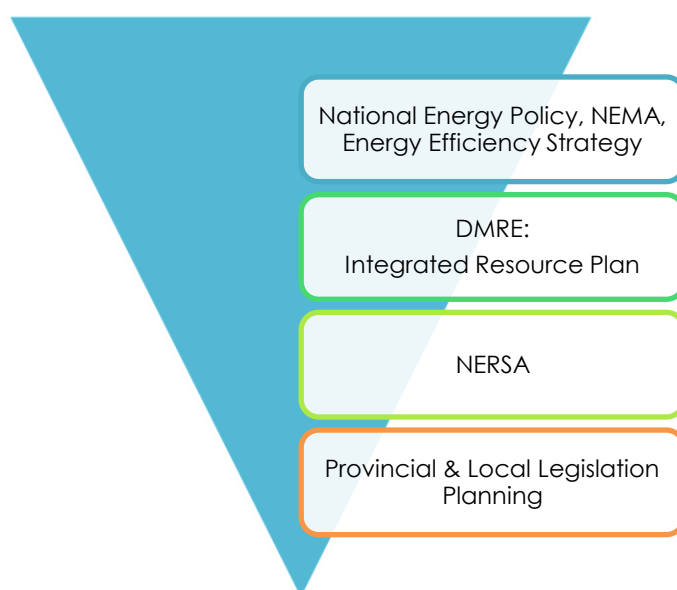 National Energy Policy, NEMA,
Energy Efficiency Strategy
DMRE:
Integrated Resource Plan
NERSA
Provincial & Local Legislation
Planning